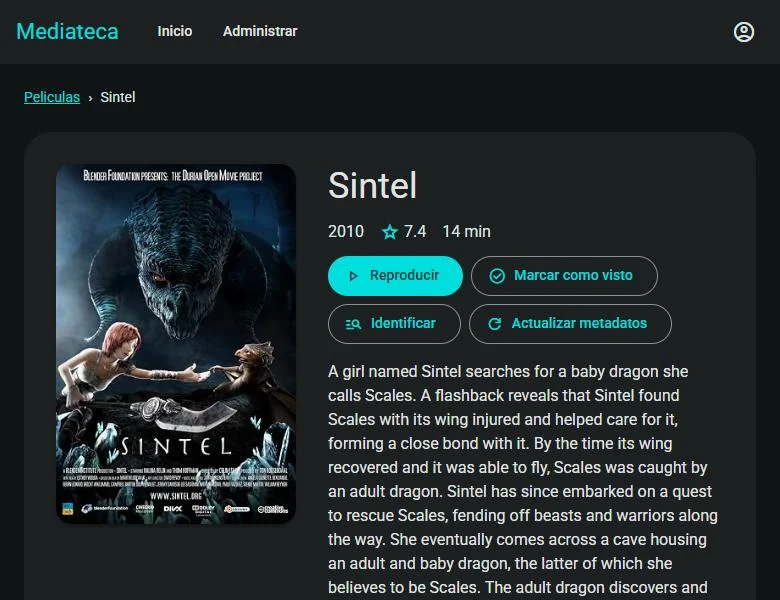 Mediateca
Inicio
Administrar
Peliculas › Sintel
BLENDER FOUNDATION PRESENTS: THE DURIAN OPEN MOVIE PROJECT
SINTEL
WWW.SINTEL.ORG
blenderfoundation
Sintel
2010 7.4 14 min
Reproducir
Marcar como visto
Identificar
Actualizar metadatos
A girl named Sintel searches for a baby dragon she
calls Scales. A flashback reveals that Sintel found
Scales with its wing injured and helped care for it,
forming a close bond with it. By the time its wing
recovered and it was able to fly, Scales was caught by
an adult dragon. Sintel has since embarked on a quest
to rescue Scales, fending off beasts and warriors along
the way. She eventually comes across a cave housing
an adult and baby dragon, the latter of which she
believes to be Scales. The adult dragon discovers and